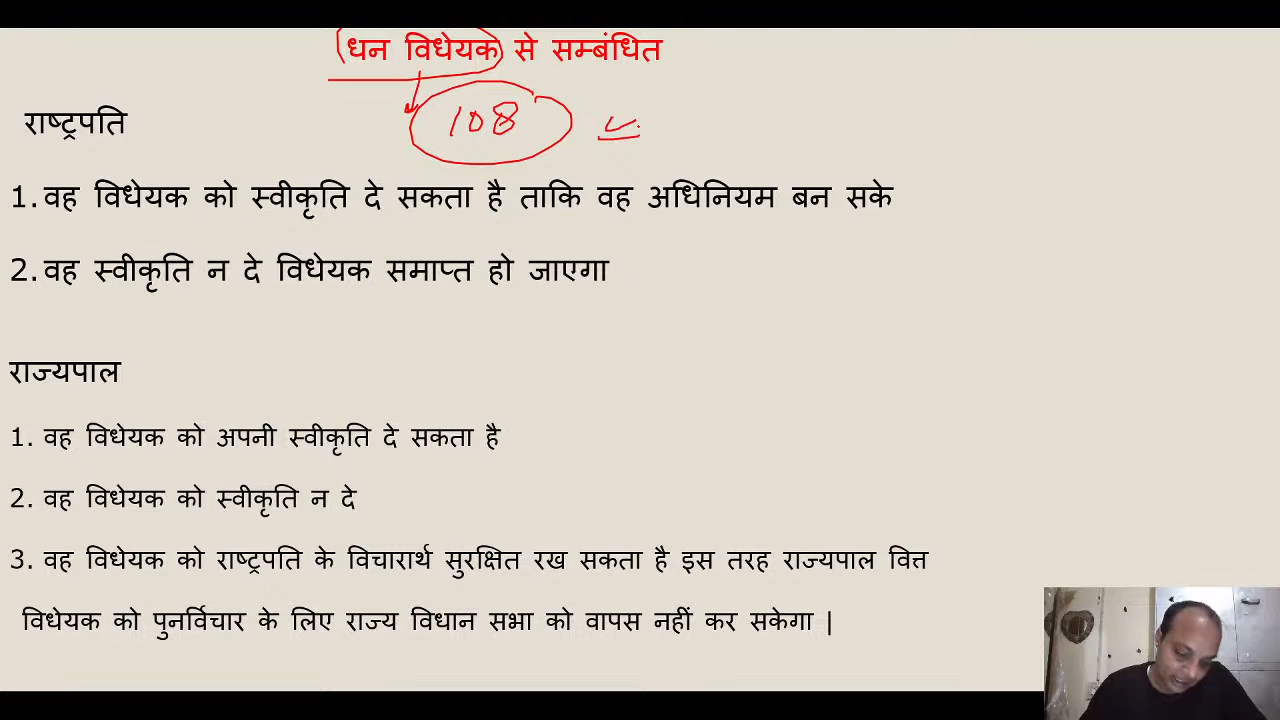 धन विधेयक से सम्बंधित
108
राष्ट्रपति
1. वह विधेयक को स्वीकृति दे सकता है ताकि वह अधिनियम बन सके
2. वह स्वीकृति न दे विधेयक समाप्त हो जाएगा
राज्यपाल
1. वह विधेयक को अपनी स्वीकृति दे सकता है
2. वह विधेयक को स्वीकृति न दे
3. वह विधेयक को राष्ट्रपति के विचारार्थ सुरक्षित रख सकता है इस तरह राज्यपाल वित्त
विधेयक को पुनर्विचार के लिए राज्य विधान सभा को वापस नहीं कर सकेगा |